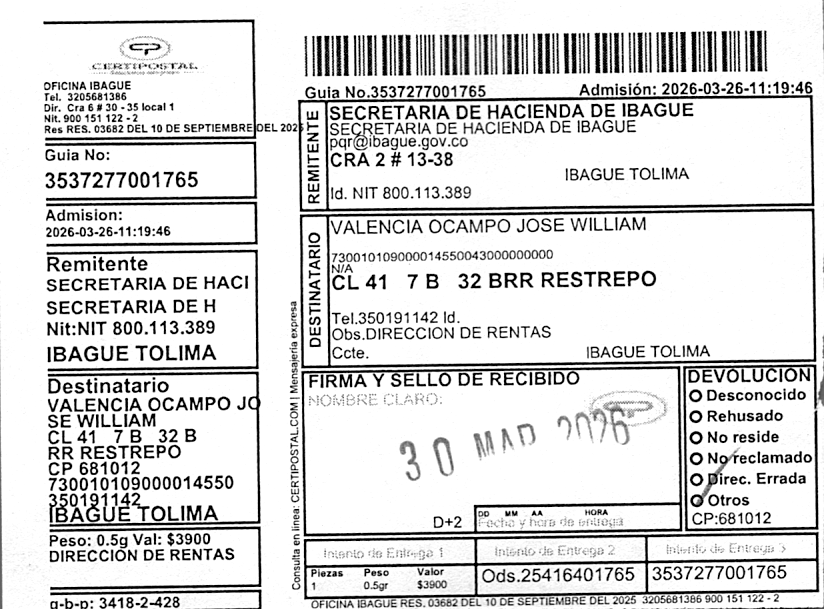 CERTIPOSTAL
OFICINA IBAGUE
Tel. 3205681386
Dir. Cra 6 # 30 - 35 local 1
Nit. 900 151 122 - 2
Res RES. 03682 DEL 10 DE SEPTIEMBRE DEL 2025
Guia No:
3537277001765
Admision:
2026-03-26-11:19:46
Remitente
SECRETARIA DE HACI
SECRETARIA DE H
Nit:NIT 800.113.389
IBAGUE TOLIMA
Destinatario
VALENCIA OCAMPO JO
SE WILLIAM
CL 41 7 B 32 B
RR RESTREPO
CP 681012
730010109000014550
350191142
IBAGUE TOLIMA
Peso: 0.5g Val: $3900
DIRECCION DE RENTAS
g-b-p: 3418-2-428
Consulta en linea: CERTIPOSTAL.COM | Mensajeria expresa
Guia No.3537277001765 Admisión: 2026-03-26-11:19:46
REMITENTE
SECRETARIA DE HACIENDA DE IBAGUE
SECRETARIA DE HACIENDA DE IBAGUE
pqr@ibague.gov.co
CRA 2 # 13-38
IBAGUE TOLIMA
Id. NIT 800.113.389
DESTINATARIO
VALENCIA OCAMPO JOSE WILLIAM
730010109000014550043000000000
N/A
CL 41 7 B 32 BRR RESTREPO
Tel.350191142 Id.
Obs.DIRECCION DE RENTAS
Ccte. IBAGUE TOLIMA
FIRMA Y SELLO DE RECIBIDO
NOMBRE CLARO:
30 MAR 2026
D+2
DD MM AA HORA
Fecha y hora de entrega
DEVOLUCION
Desconocido
Rehusado
No reside
No reclamado
Direc. Errada
Otros
CP:681012
Intento de Entrega 1 Intento de Entrega 2 Intento de Entrega 3
Piezas Peso Valor
1 0.5gr $3900
Ods.25416401765 3537277001765
OFICINA IBAGUE RES. 03682 DEL 10 DE SEPTIEMBRE DEL 2025 3205681386 900 151 122 - 2